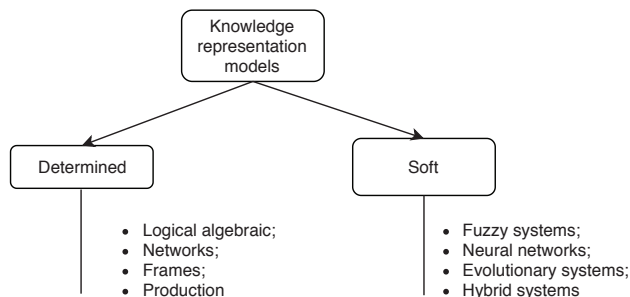 Knowledge
representation
models
Determined
Soft
• Logical algebraic;
• Networks;
• Frames;
• Production
• Fuzzy systems;
• Neural networks;
• Evolutionary systems;
• Hybrid systems